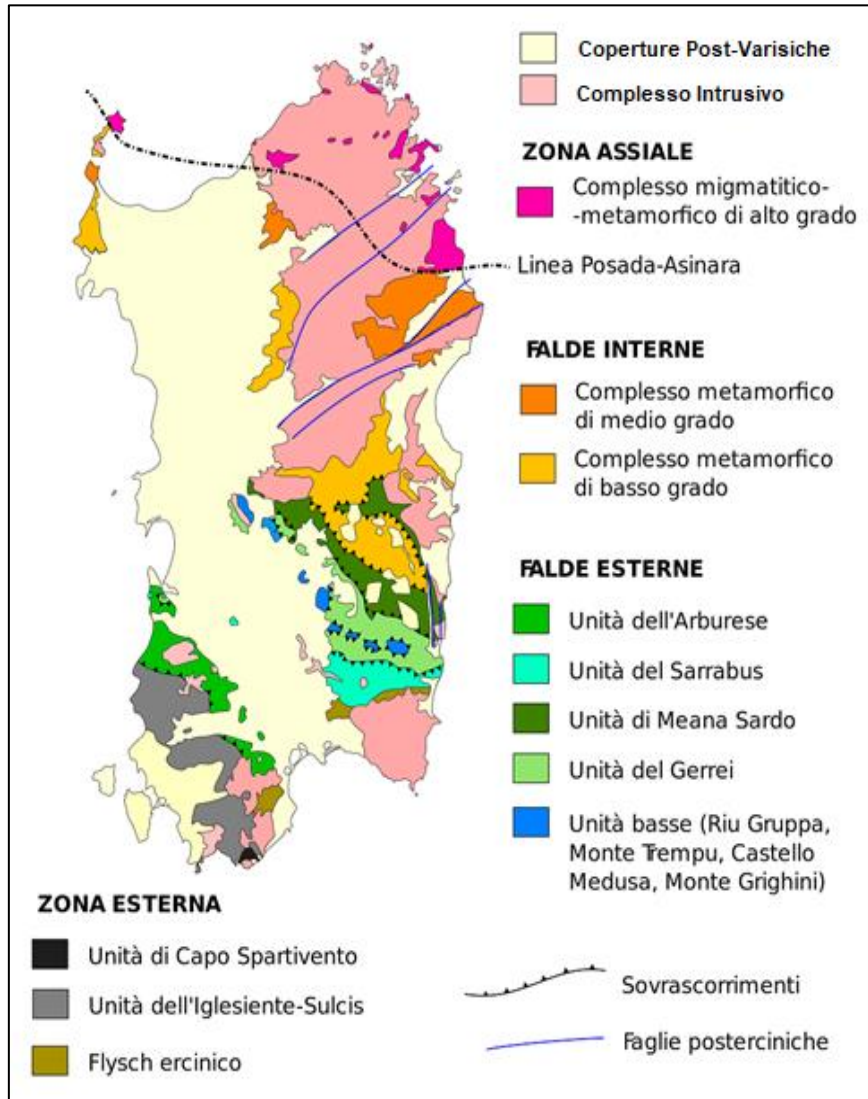 Coperture Post-Varisiche
Complesso Intrusivo
ZONA ASSIALE
Complesso migmatitico-
-metamorfico di alto grado
Linea Posada-Asinara
FALDE INTERNE
Complesso metamorfico
di medio grado
Complesso metamorfico
di basso grado
FALDE ESTERNE
Unità dell'Arburese
Unità del Sarrabus
Unità di Meana Sardo
Unità del Gerrei
Unità basse (Riu Gruppa,
Monte Trempu, Castello
Medusa, Monte Grighini)
ZONA ESTERNA
Unità di Capo Spartivento
Unità dell'Iglesiente-Sulcis
Flysch ercinico
Sovrascorrimenti
Faglie posterciniche